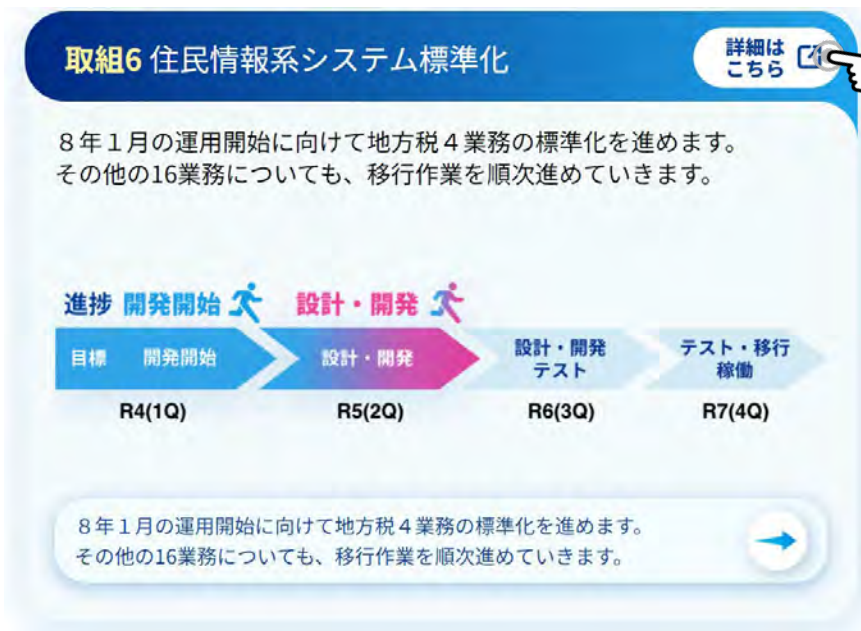 取組6 住民情報系システム標準化
詳細は
こちら
８年１月の運用開始に向けて地方税４業務の標準化を進めます。
その他の16業務についても、移行作業を順次進めていきます。
進捗 開発開始 設計・開発
目標 開発開始
設計・開発
設計・開発
テスト
テスト・移行
稼働
R4(1Q) R5(2Q) R6(3Q) R7(4Q)
８年１月の運用開始に向けて地方税４業務の標準化を進めます。
その他の16業務についても、移行作業を順次進めていきます。